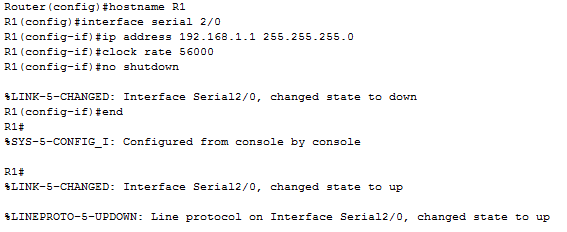 Router(config)#hostname R1
R1(config)#interface serial 2/0
R1(config-if)#ip address 192.168.1.1 255.255.255.0
R1(config-if)#clock rate 56000
R1(config-if)#no shutdown
%LINK-5-CHANGED: Interface Serial2/0, changed state to down
R1(config-if)#end
R1#
%SYS-5-CONFIG_I: Configured from console by console
R1#
%LINK-5-CHANGED: Interface Serial2/0, changed state to up
%LINEPROTO-5-UPDOWN: Line protocol on Interface Serial2/0, changed state to up